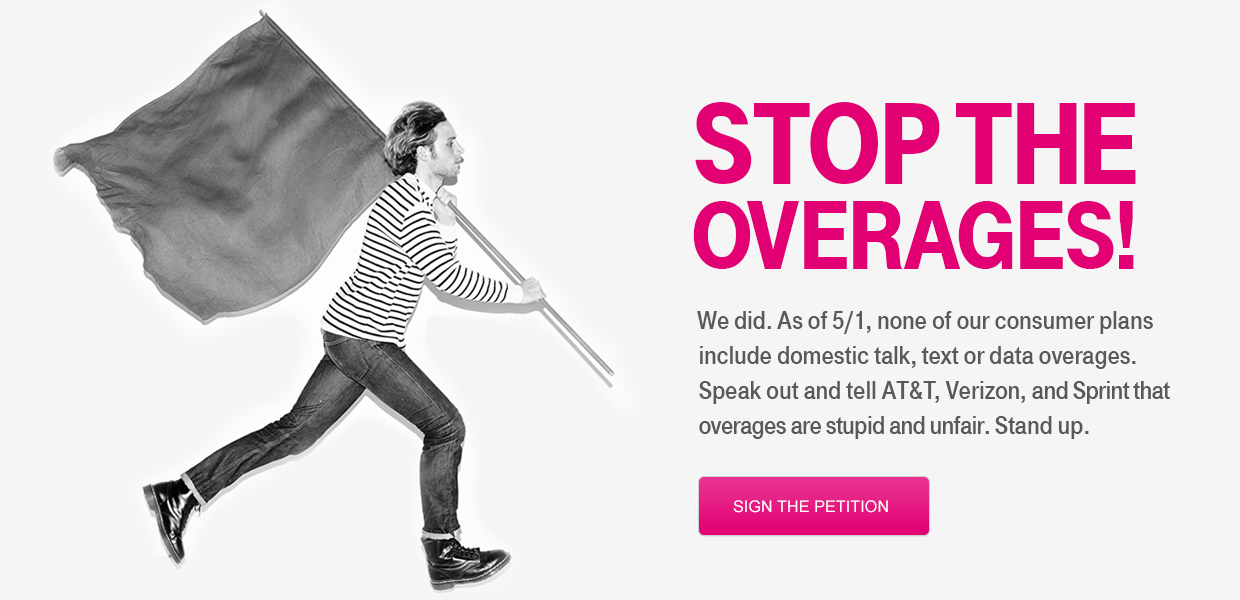 STOP THE
OVERAGES!
We did. As of 5/1, none of our consumer plans
include domestic talk, text or data overages.
Speak out and tell AT&T, Verizon, and Sprint that
overages are stupid and unfair. Stand up.
SIGN THE PETITION